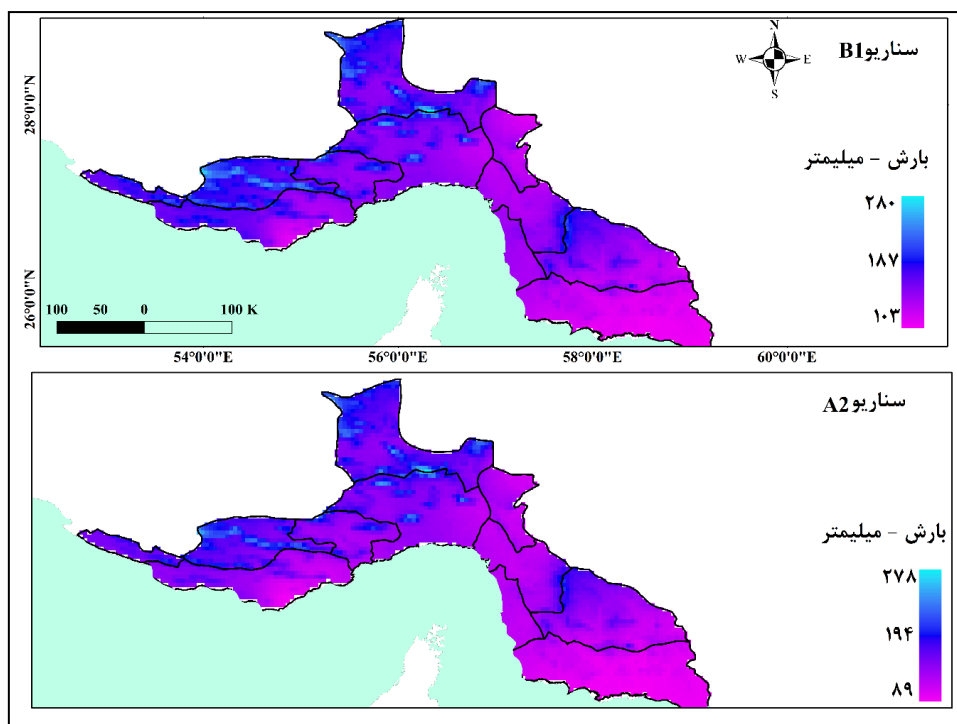 سناریوB1
N
W E
S
28°0'0"N
بارش - میلیمتر
۲۸۰
۱۸۷
۱۰۳
26°0'0"N
100 50 0 100 K
54°0'0"E 56°0'0"E 58°0'0"E 60°0'0"E
سناریوA2
بارش - میلیمتر
۲۷۸
۱۹۴
۸۹